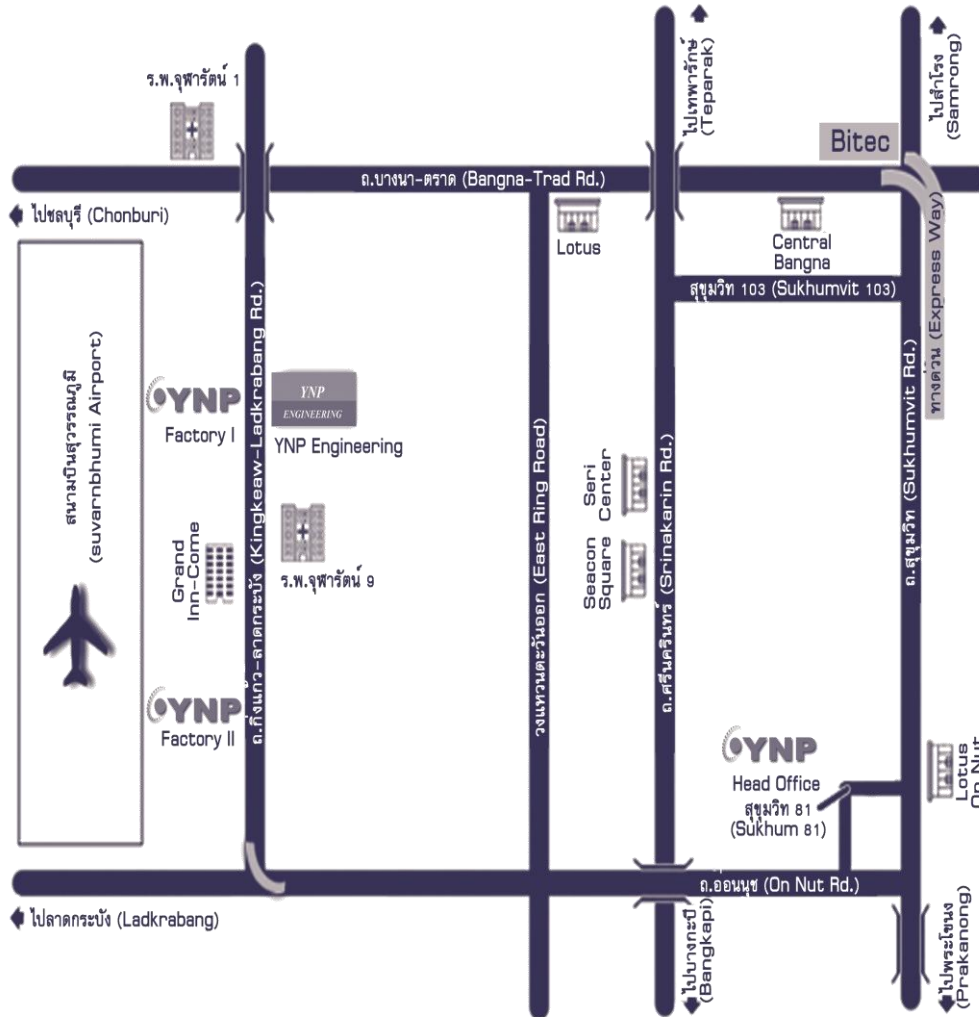 ร.พ.จุฬารัตน์ 1
ไปเทพารักษ์
(Teparak)
ไปสำโรง
(Samrong)
Bitec
ถ.บางนา-ตราด (Bangna-Trad Rd.)
ไปชลบุรี (Chonburi)
Lotus
Central
Bangna
สุขุมวิท 103 (Sukhumvit 103)
ทางด่วน (Express Way)
สนามบินสุวรรณภูมิ
(suvarnbhumi Airport)
YNP
Factory I
YNP
ENGINEERING
YNP Engineering
ถ.กิ่งแก้ว-ลาดกระบัง (Kingkeaw-Ladkrabang Rd.)
วงแหวนตะวันออก (East Ring Road)
Seri
Center
Seacon
Square
ถ.ศรีนครินทร์ (Srinakarin Rd.)
ถ.สุขุมวิท (Sukhumvit Rd.)
Grand
Inn-Come
ร.พ.จุฬารัตน์ 9
YNP
Factory II
YNP
Head Office
สุขุมวิท 81
(Sukhum 81)
Lotus
On Nut
ถ.อ่อนนุช (On Nut Rd.)
ไปลาดกระบัง (Ladkrabang)
ไปบางกะปิ
(Bangkapi)
ไปพระโขนง
(Prakanong)